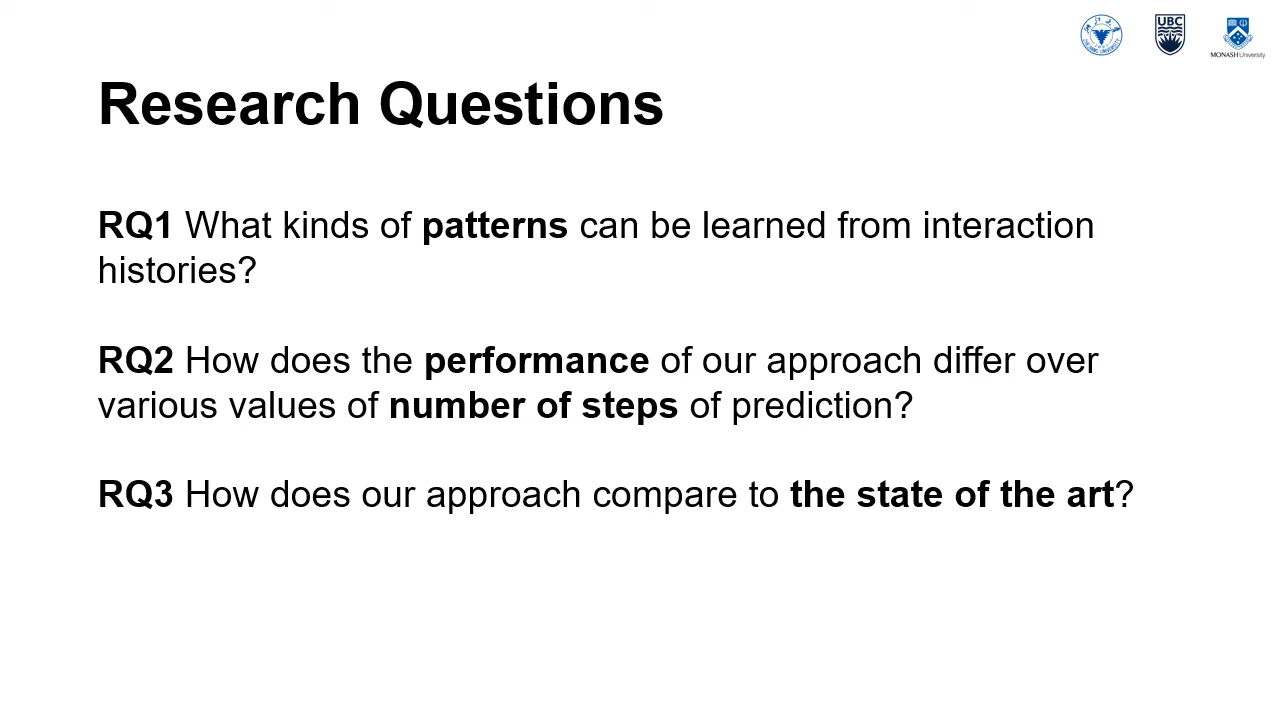 UBC
MONASH University
Research Questions
RQ1 What kinds of patterns can be learned from interaction
histories?
RQ2 How does the performance of our approach differ over
various values of number of steps of prediction?
RQ3 How does our approach compare to the state of the art?